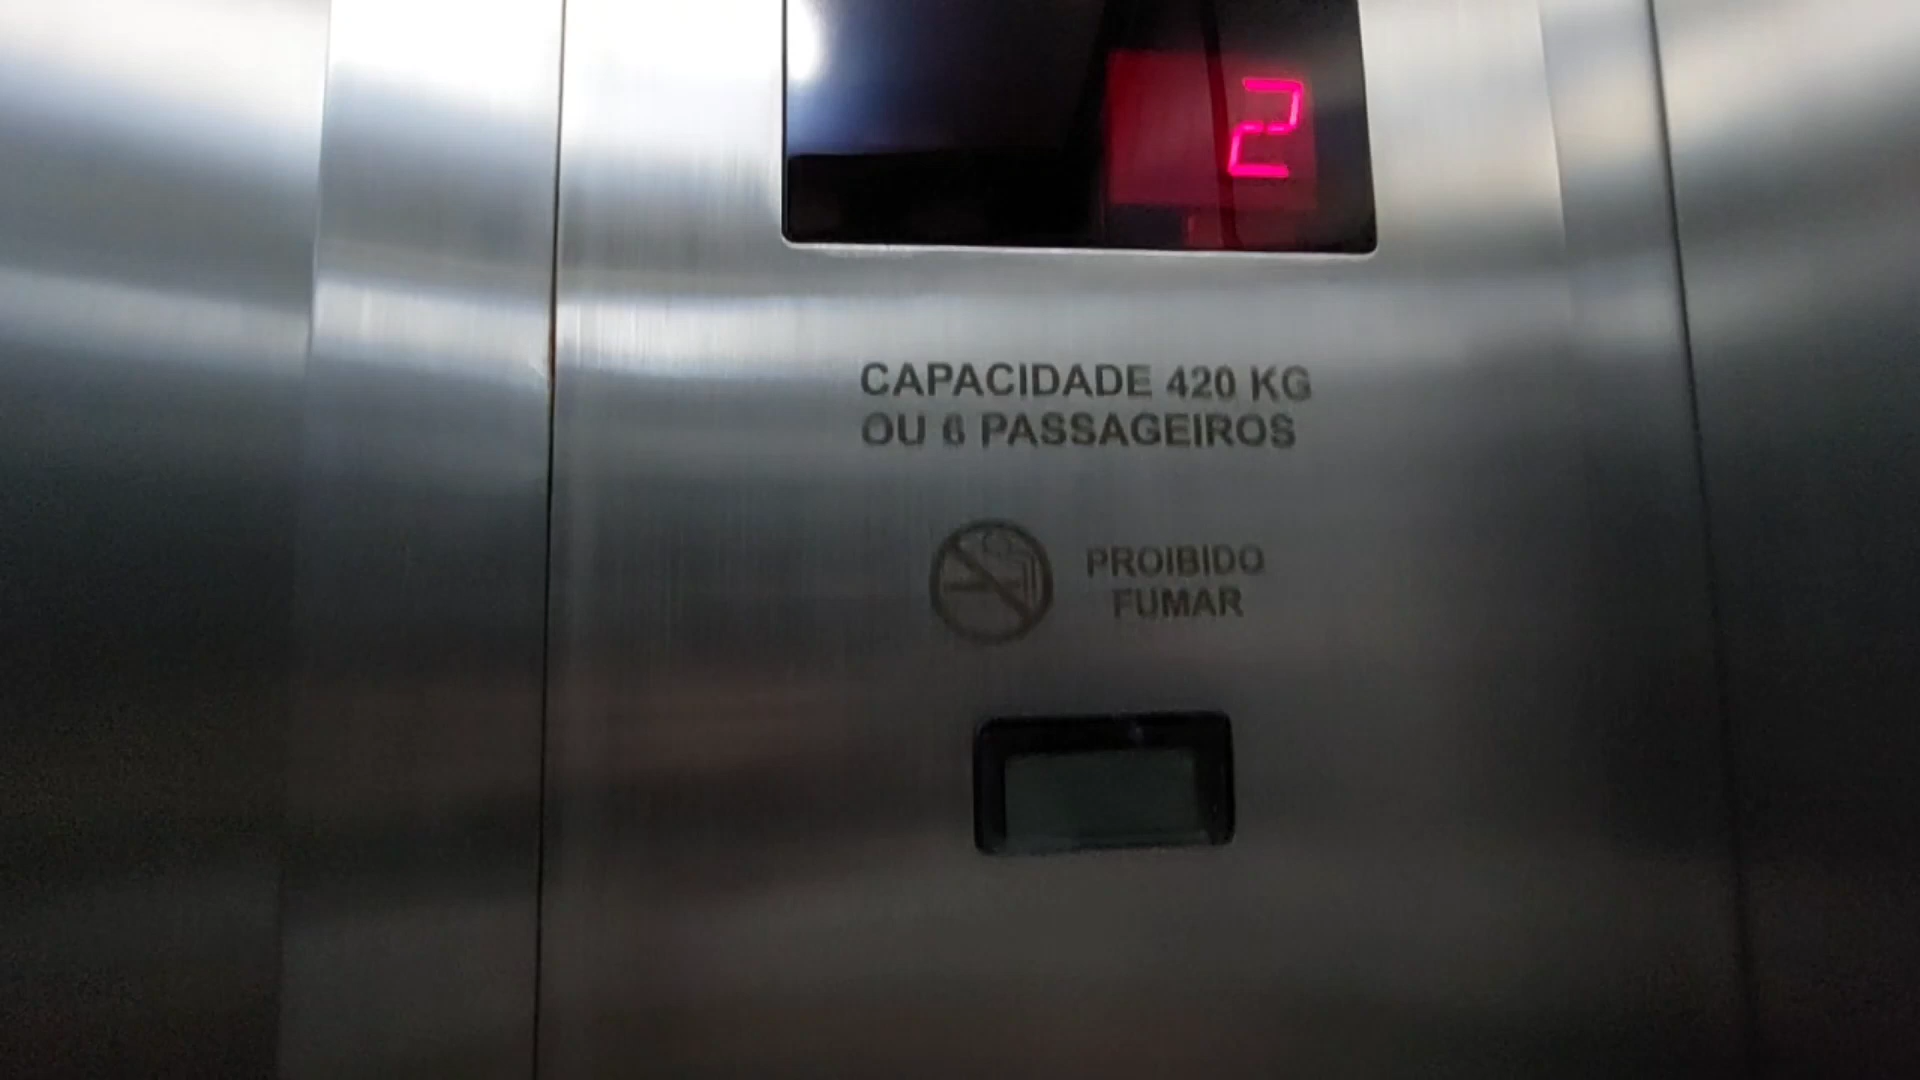 2
CAPACIDADE 420 KG
OU 6 PASSAGEIROS
PROIBIDO
FUMAR